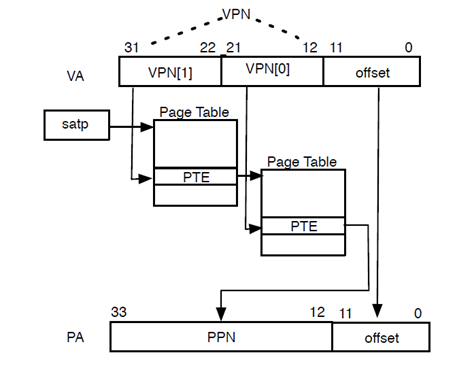 VPN
31 22 21 12 11 0
VA VPN[1] VPN[0] offset
satp
Page Table
PTE
Page Table
PTE
33 12 11 0
PA PPN offset